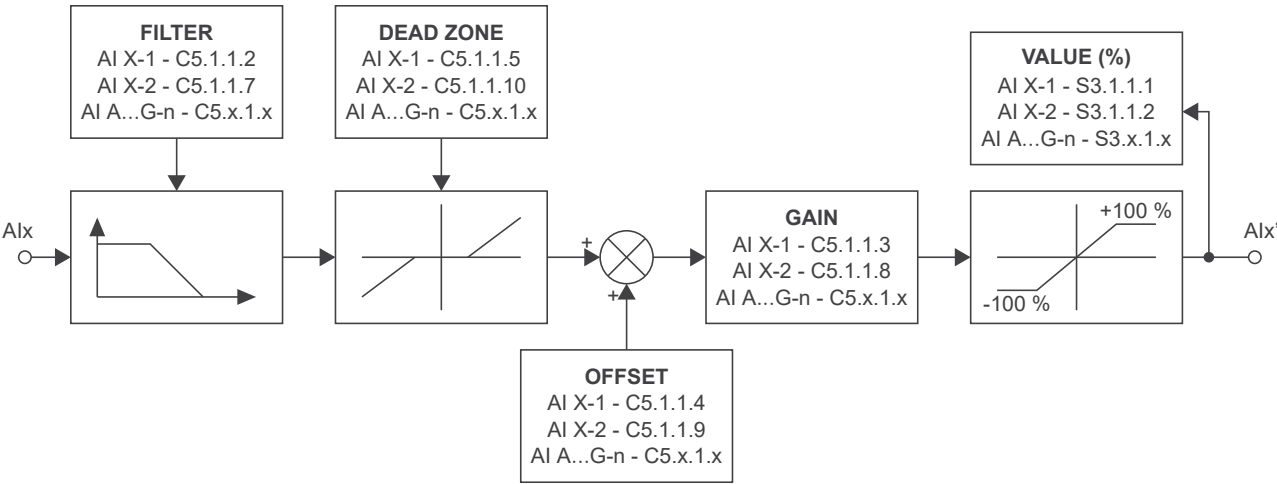 FILTER
AI X-1 - C5.1.1.2
AI X-2 - C5.1.1.7
AI A...G-n - C5.x.1.x
DEAD ZONE
AI X-1 - C5.1.1.5
AI X-2 - C5.1.1.10
AI A...G-n - C5.x.1.x
VALUE (%)
AI X-1 - S3.1.1.1
AI X-2 - S3.1.1.2
AI A...G-n - S3.x.1.x
AIx
+
+
GAIN
AI X-1 - C5.1.1.3
AI X-2 - C5.1.1.8
AI A...G-n - C5.x.1.x
+100 %
-100 %
AIx'
OFFSET
AI X-1 - C5.1.1.4
AI X-2 - C5.1.1.9
AI A...G-n - C5.x.1.x